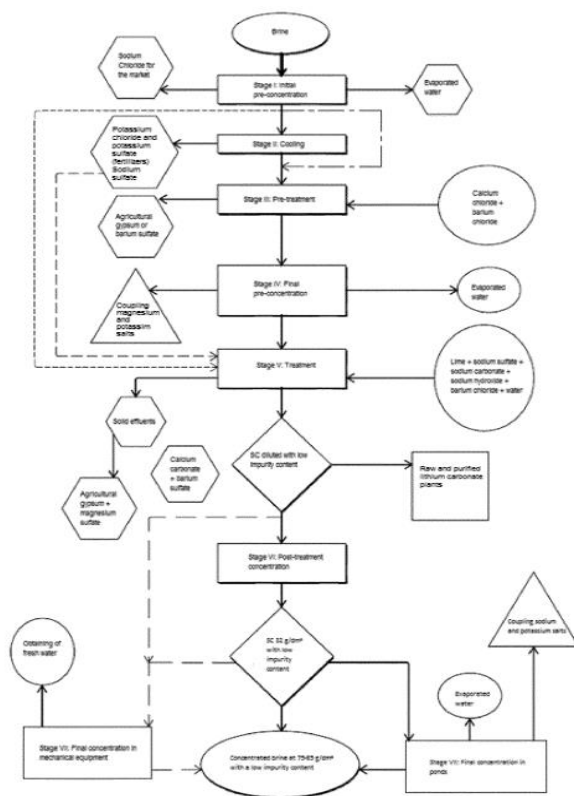 Brine
Sodium
Chloride for
the market
Stage I: Initial
pre-concentration
Evaporated
water
Potassium
chloride and
potassium
sulfate
(fertilizers)
Sodium
sulfate
Stage II: Cooling
Stage III: Pre-treatment
Calcium
chloride +
barium
chloride
Agricultural
gypsum or
barium sulfate
Stage IV: Final
pre-concentration
Evaporated
water
Coupling
magnesium
and
potassim
salts
Stage V: Treatment
Lime + sodium sulfate +
sodium carbonate +
sodium hydroxide +
barium chloride + water
Solid effluents
SC diluted with low
impurity content
Calcium
carbonate +
barium
sulfate
Raw and purified
lithium carbonate
plants
Agricultural
gypsum +
magnesium
sulfate
Stage VI: Post-treatment
concentration
Obtaining of
fresh water
SC 32 g/dm³
with low
impurity
content
Coupling sodium
and potassium salts
Evaporated
water
Stage VII: Final concentration in
mechanical equipment
Concentrated brine at
with a low impurity content
Stage VII: Final concentration in
ponds